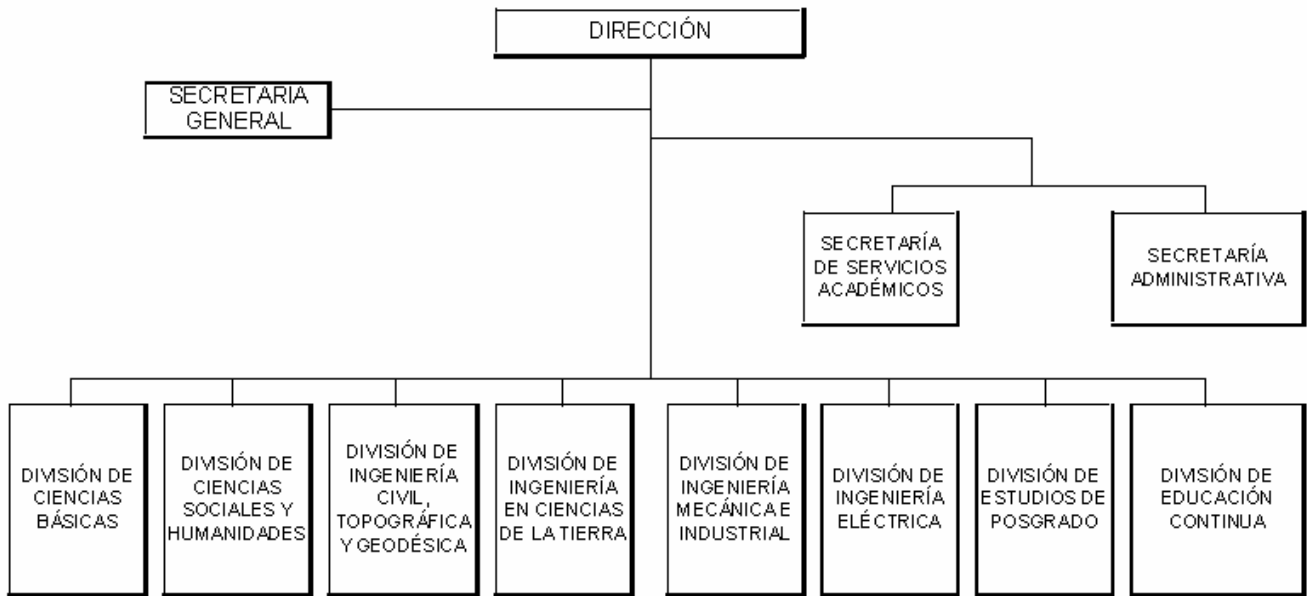 DIRECCIÓN
SECRETARIA
GENERAL
SECRETARÍA
DE SERVICIOS
ACADÉMICOS
SECRETARÍA
ADMINISTRATIVA
DIVISIÓN DE
CIENCIAS
BÁSICAS
DIVISIÓN DE
CIENCIAS
SOCIALES Y
HUMANIDADES
DIVISIÓN DE
INGENIERÍA
CIVIL,
TOPOGRÁFICA
Y GEODÉSICA
DIVISIÓN DE
INGENIERÍA
EN CIENCIAS
DE LA TIERRA
DIVISIÓN DE
INGENIERÍA
MECÁNICA E
INDUSTRIAL
DIVISIÓN DE
INGENIERÍA
ELÉCTRICA
DIVISIÓN DE
ESTUDIOS DE
POSGRADO
DIVISIÓN DE
EDUCACIÓN
CONTINUA